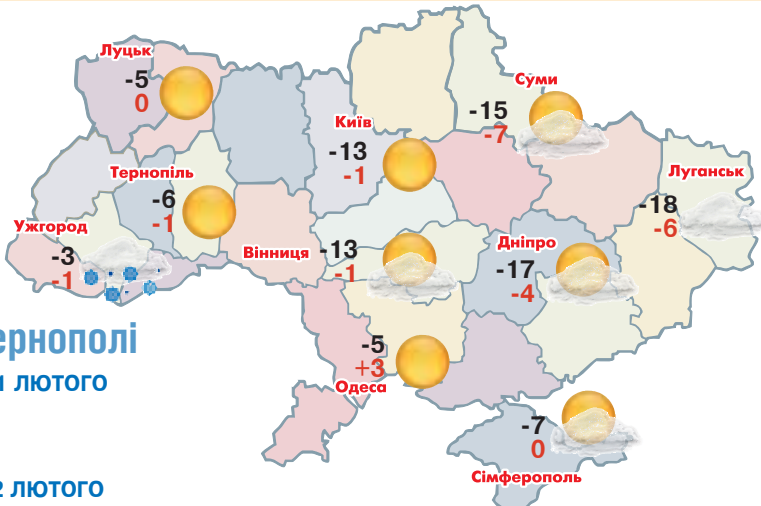 Луцьк
-5
0
Суми
-15
-7
Київ
-13
-1
Тернопіль
-6
-1
Луганськ
-18
-6
Ужгород
-3
-1
Вінниця
-13
-1
Дніпро
-17
-4
ернополі
-5
+3
Одеса
1 ЛЮТОГО
-7
0
Сімферополь
2 ЛЮТОГО